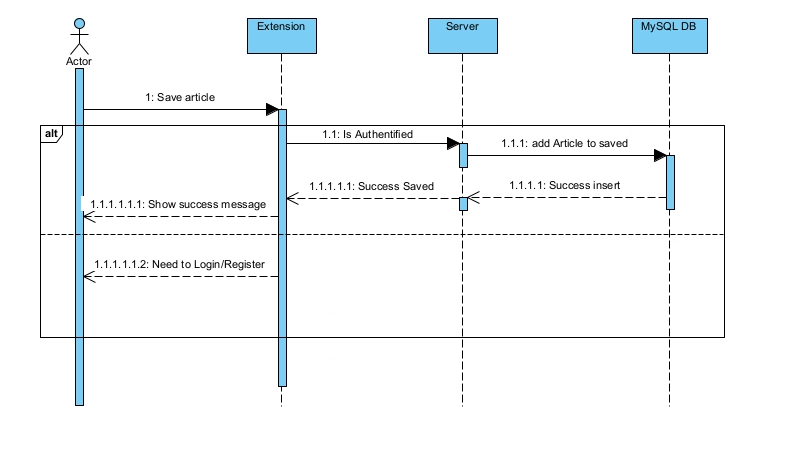 Extension
Server
MySQL DB
Actor
1: Save article
alt
1.1: Is Authentified
1.1.1: add Article to saved
1.1.1.1: Success insert
1.1.1.1.1: Success Saved
1.1.1.1.1.1: Show success message
1.1.1.1.1.2: Need to Login/Register